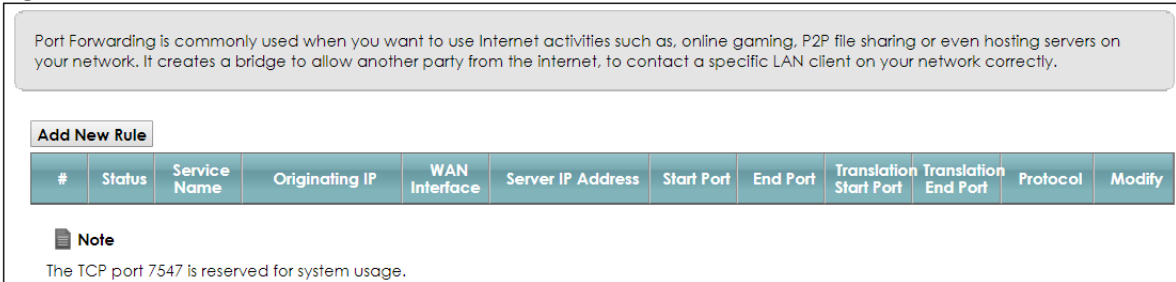 Port Forwarding is commonly used when you want to use Internet activities such as, online gaming, P2P file sharing or even hosting servers on
your network. It creates a bridge to allow another party from the internet, to contact a specific LAN client on your network correctly.
Add New Rule
# Status Service Name Originating IP WAN Interface Server IP Address Start Port End Port Translation Start Port Translation End Port Protocol Modify
Note
The TCP port 7547 is reserved for system usage.